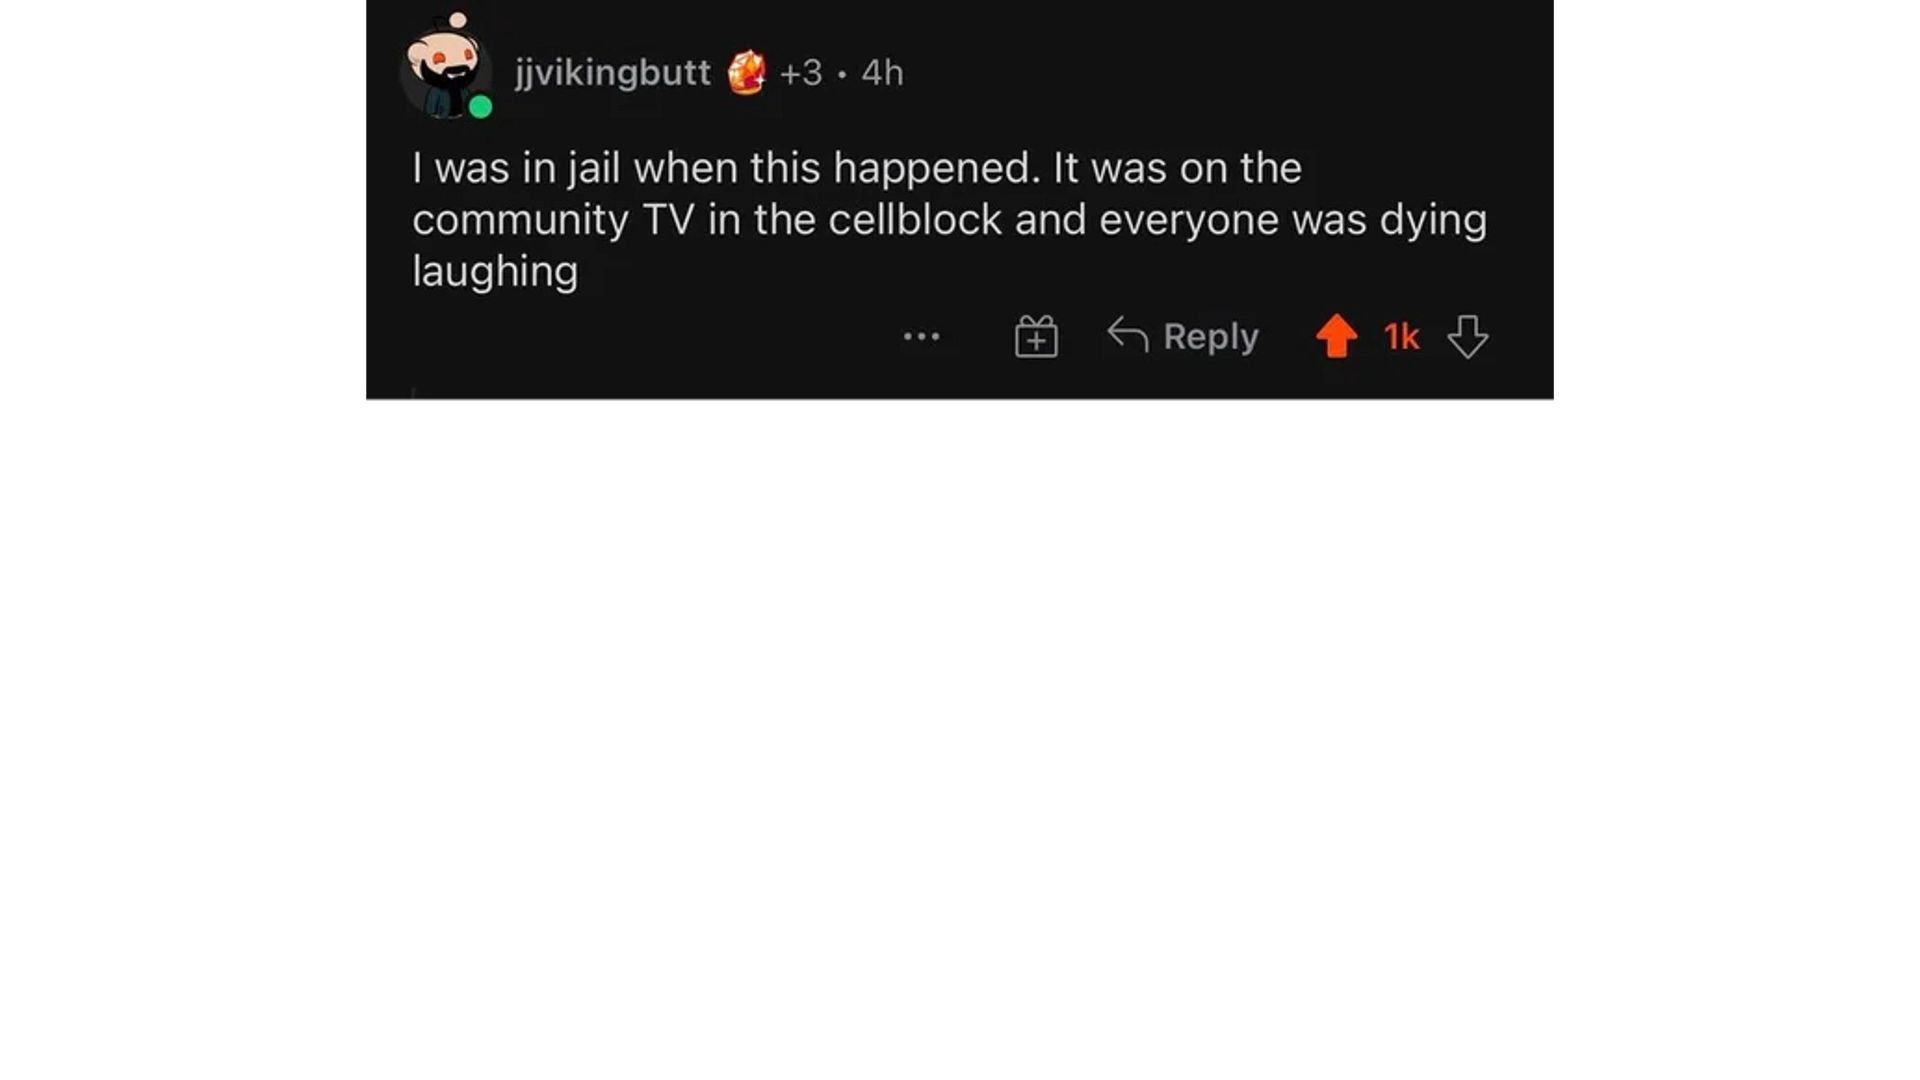 jjvikingbutt +3 • 4h
I was in jail when this happened. It was on the
community TV in the cellblock and everyone was dying
laughing
Reply 1k